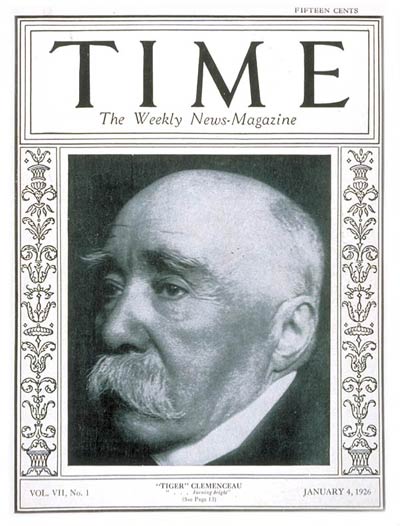 FIFTEEN CENTS
TIME
The Weekly News-Magazine
"TIGER" CLEMENCEAU
". . . burning bright"
(See Page 13)
VOL. VII, No. 1
JANUARY 4, 1926